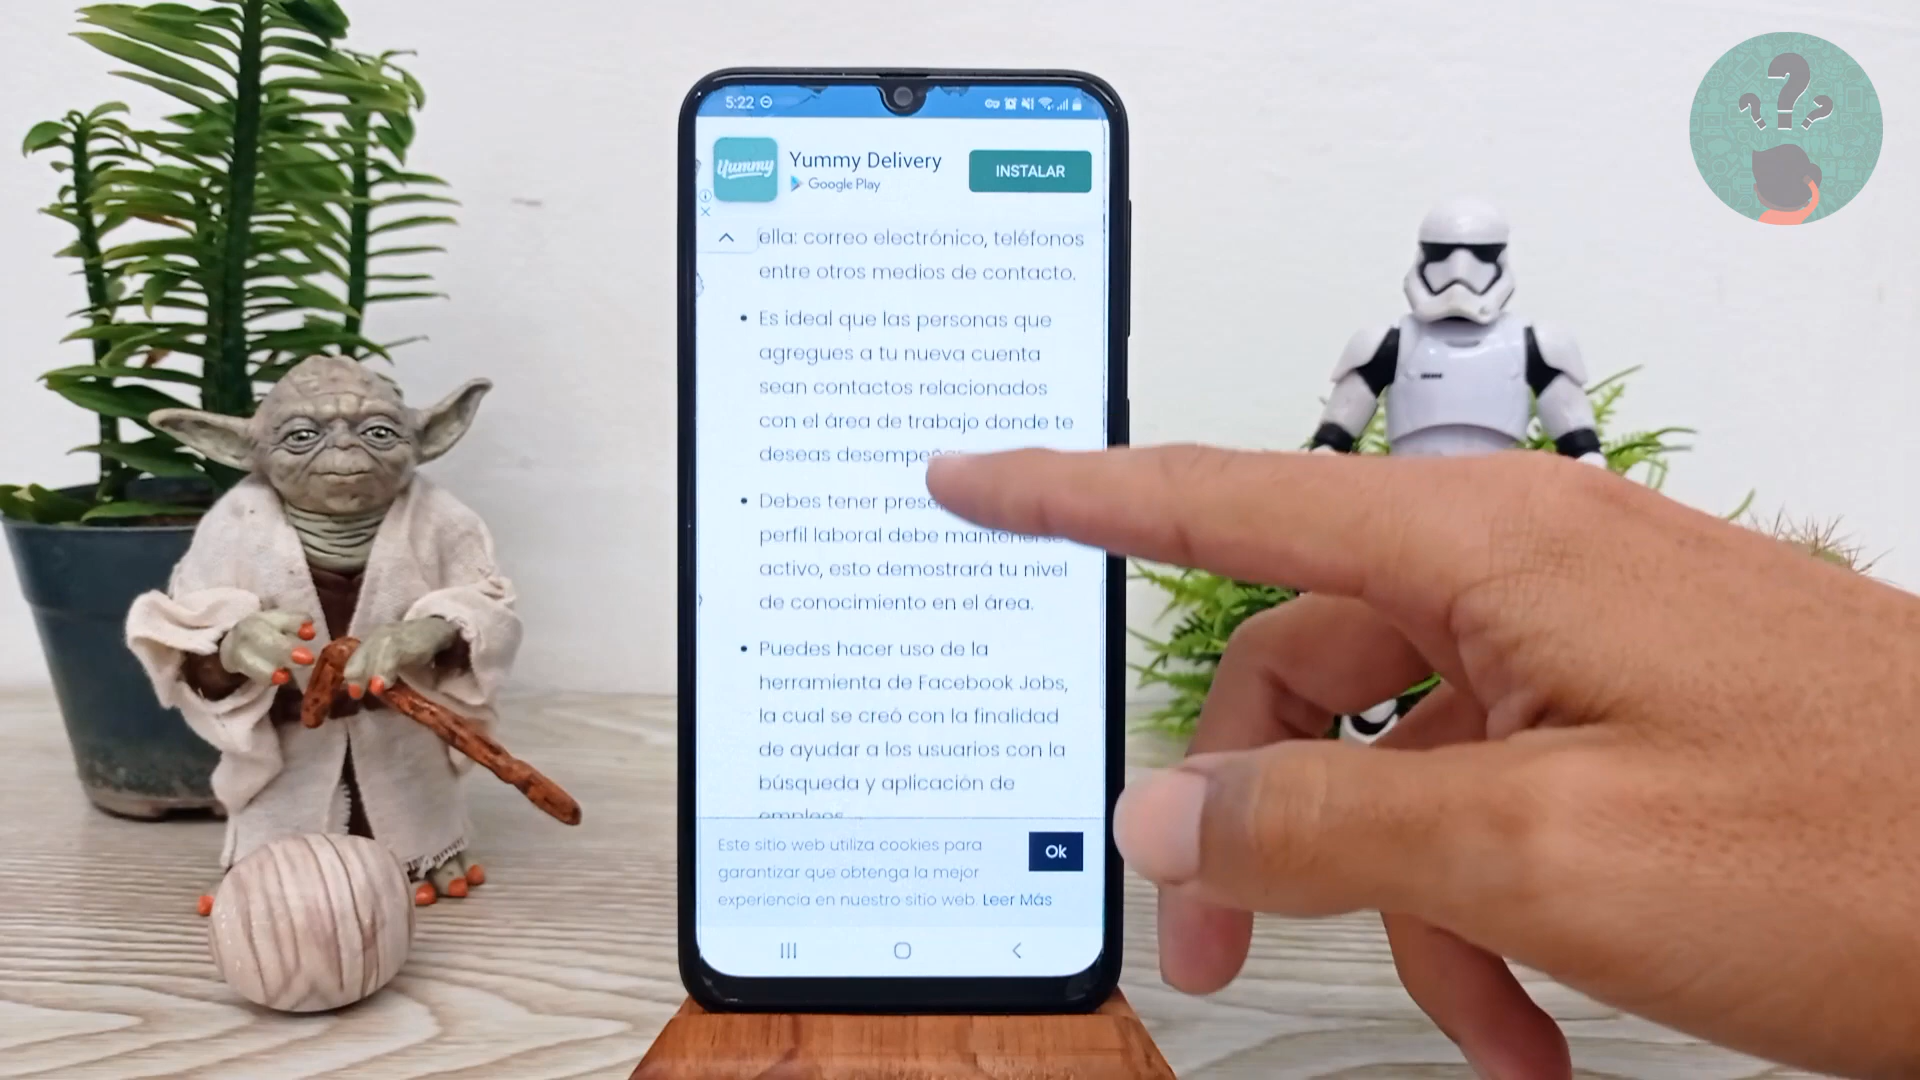 5:22
Yummy
Yummy Delivery
Google Play
INSTALAR
ella: correo electrónico, teléfonos
entre otros medios de contacto.
• Es ideal que las personas que
agregues a tu nueva cuenta
sean contactos relacionados
con el área de trabajo donde te
deseas
• Debes tener
perfil laboral debe
activo, esto demostrará tu nivel
de conocimiento en el área.
• Puedes hacer uso de la
herramienta de Facebook Jobs,
la cual se creó con la finalidad
de ayudar a los usuarios con la
búsqueda y aplicación de
empleos
Este sitio web utiliza cookies para
garantizar que obtenga la mejor
experiencia en nuestro sitio web. Leer Más
Ok